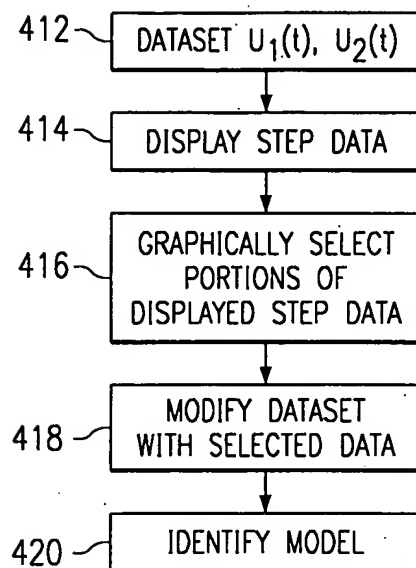 412
DATASET U₁(t), U₂(t)
414
DISPLAY STEP DATA
416
GRAPHICALLY SELECT
PORTIONS OF
DISPLAYED STEP DATA
418
MODIFY DATASET
WITH SELECTED DATA
420
IDENTIFY MODEL